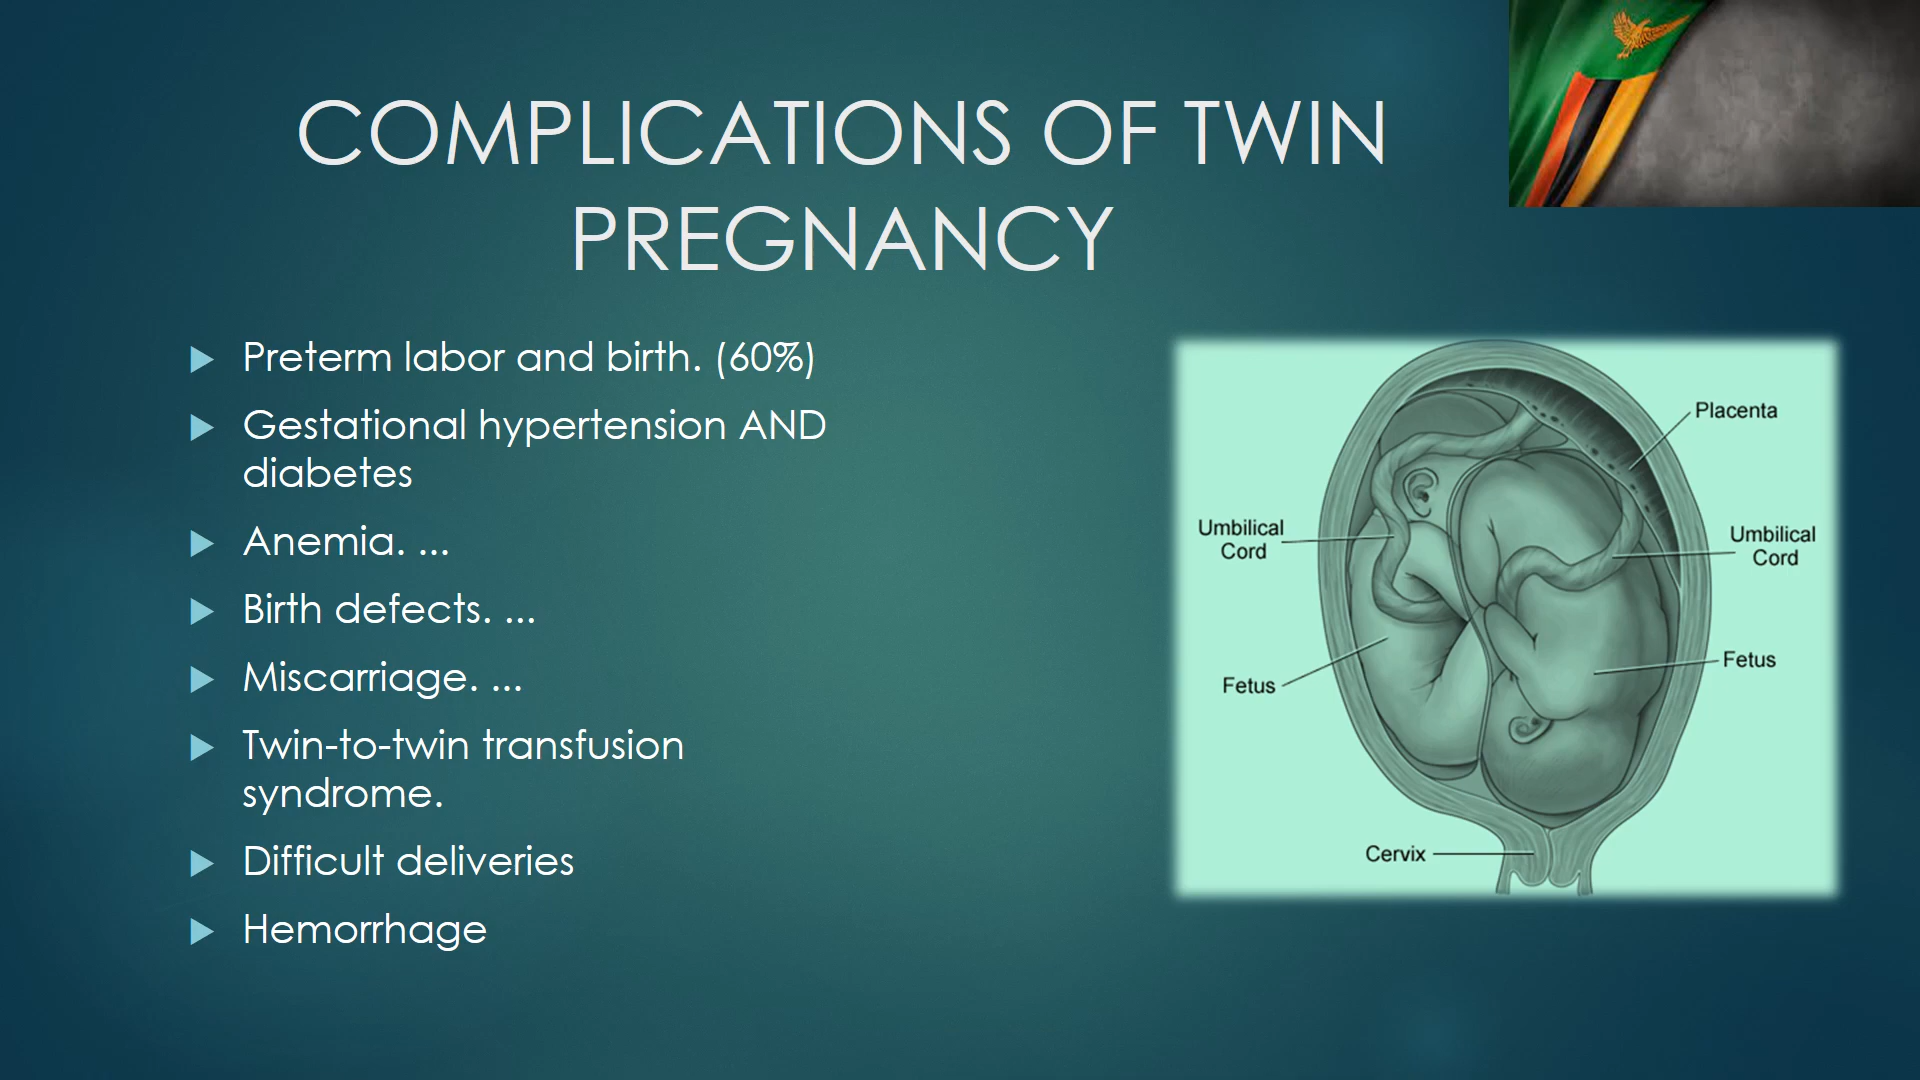 COMPLICATIONS OF TWIN
PREGNANCY
Preterm labor and birth. (60%)
Gestational hypertension AND
diabetes
Anemia. ...
Birth defects. ...
Miscarriage. ...
Twin-to-twin transfusion
syndrome.
Difficult deliveries
Hemorrhage
Placenta
Umbilical
Cord
Umbilical
Cord
Fetus
Fetus
Cervix